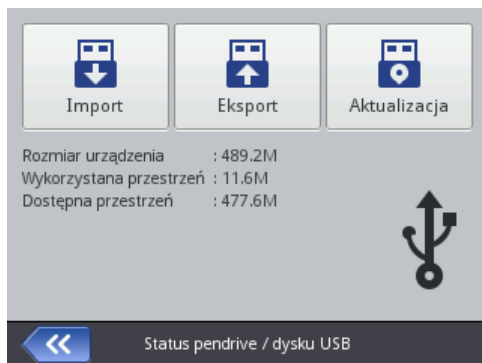 Import
Eksport
Aktualizacja
Rozmiar urządzenia : 489.2M
Wykorzystana przestrzeń : 11.6M
Dostępna przestrzeń : 477.6M
Status pendrive / dysku USB